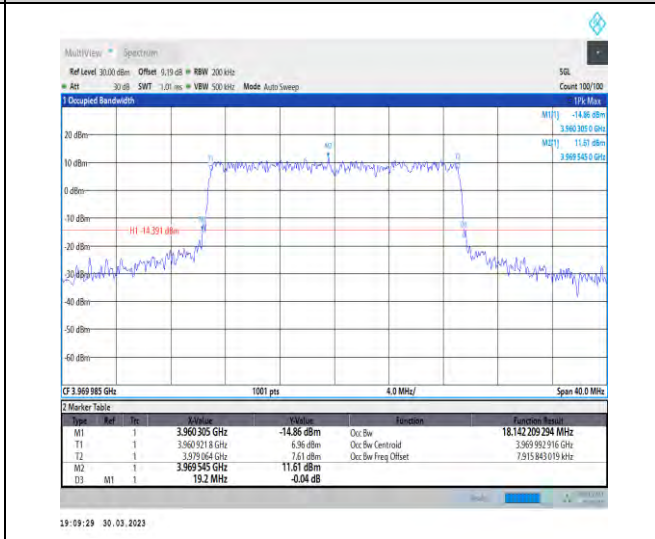 MultiView Spectrum
Ref Level 30.00 dBm Offset 9.19 dB RBW 200 kHz SGL
Att 30 dB SWT 1.01 ms VBW 500 kHz Mode Auto Sweep Count 100/100
1 Occupied Bandwidth 1Pk Max
M1[1] -14.86 dBm
3.960 305 0 GHz
M2[1] 11.61 dBm
3.969 545 0 GHz
20 dBm
M2
10 dBm
T1 T2
0 dBm
-10 dBm
H1 -14.391 dBm
-20 dBm
-30 dBm
-40 dBm
-50 dBm
-60 dBm
CF 3.969 985 GHz 1001 pts 4.0 MHz/ Span 40.0 MHz
2 Marker Table
Type Ref Trc X-Value Y-Value Function Function Result
M1 1 3.960 305 GHz -14.86 dBm Occ Bw 18.142 209 294 MHz
T1 1 3.960 921 8 GHz 6.96 dBm Occ Bw Centroid 3.969 992 916 GHz
T2 1 3.979 064 GHz 7.61 dBm Occ Bw Freq Offset 7.915 843 019 kHz
M2 1 3.969 545 GHz 11.61 dBm
D3 M1 1 19.2 MHz -0.04 dB
19:09:29 30.03.2023